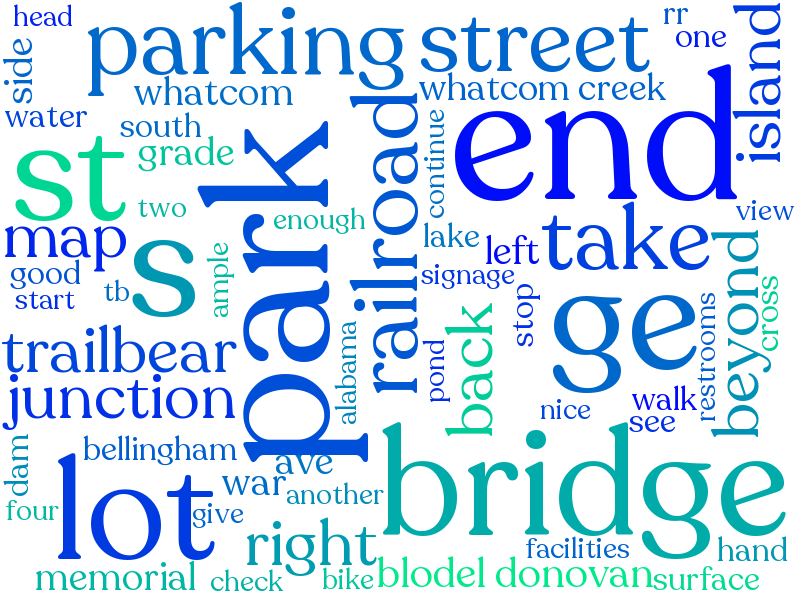 head
parking
street
rr
one
island
side
whatcom
whatcom creek
water
south
st
grade
park
railroad
continue
end
two
enough
view
map
lake
left
take
good
start
tb
s
ample
signage
ge
beyond
cross
stop
back
pond
alabama
restrooms
trailbear
junction
nice
walk
see
dam
bellingham
ave
war
another
bridge
four
lot
give
right
facilities
hand
memorial
check
bike
blodel donovan
surface